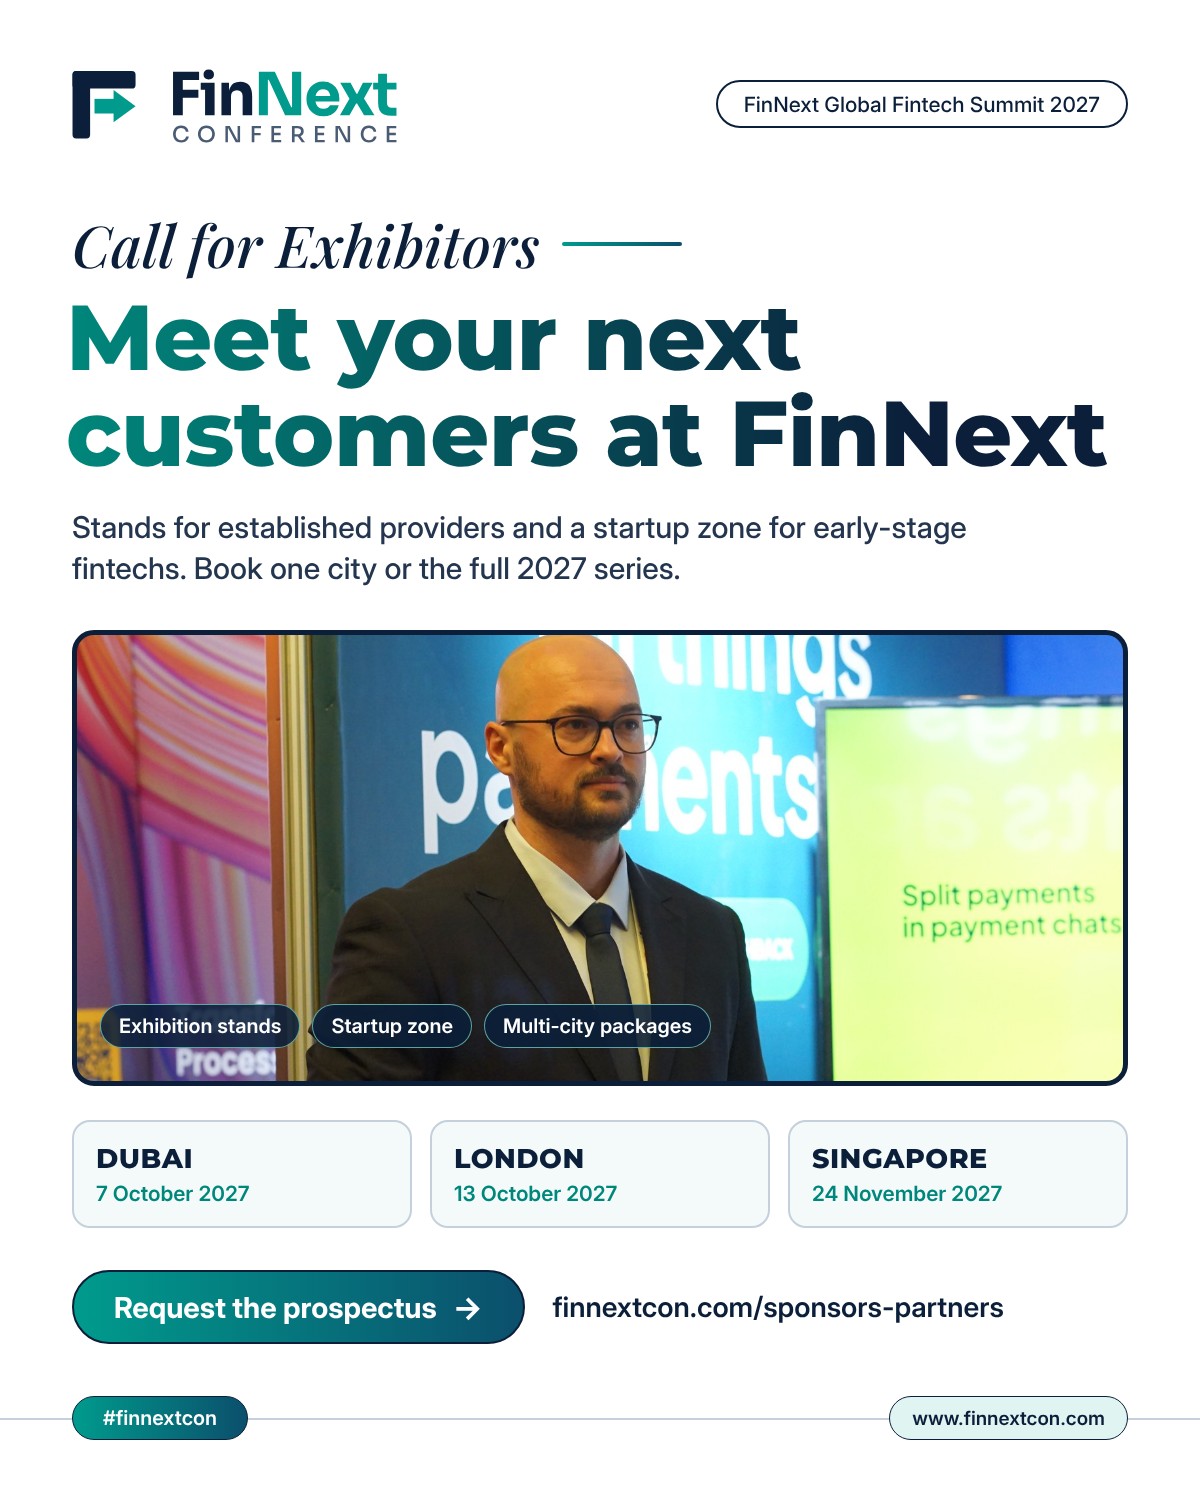 FinNext
CONFERENCE
FinNext Global Fintech Summit 2027
Call for Exhibitors
Meet your next
customers at FinNext
Stands for established providers and a startup zone for early-stage
fintechs. Book one city or the full 2027 series.
things
Split payments
in payment chats
Exhibition stands
Startup zone
Multi-city packages
Process
DUBAI
7 October 2027
LONDON
13 October 2027
SINGAPORE
24 November 2027
Request the prospectus →
finnextcon.com/sponsors-partners
#finnextcon
www.finnextcon.com